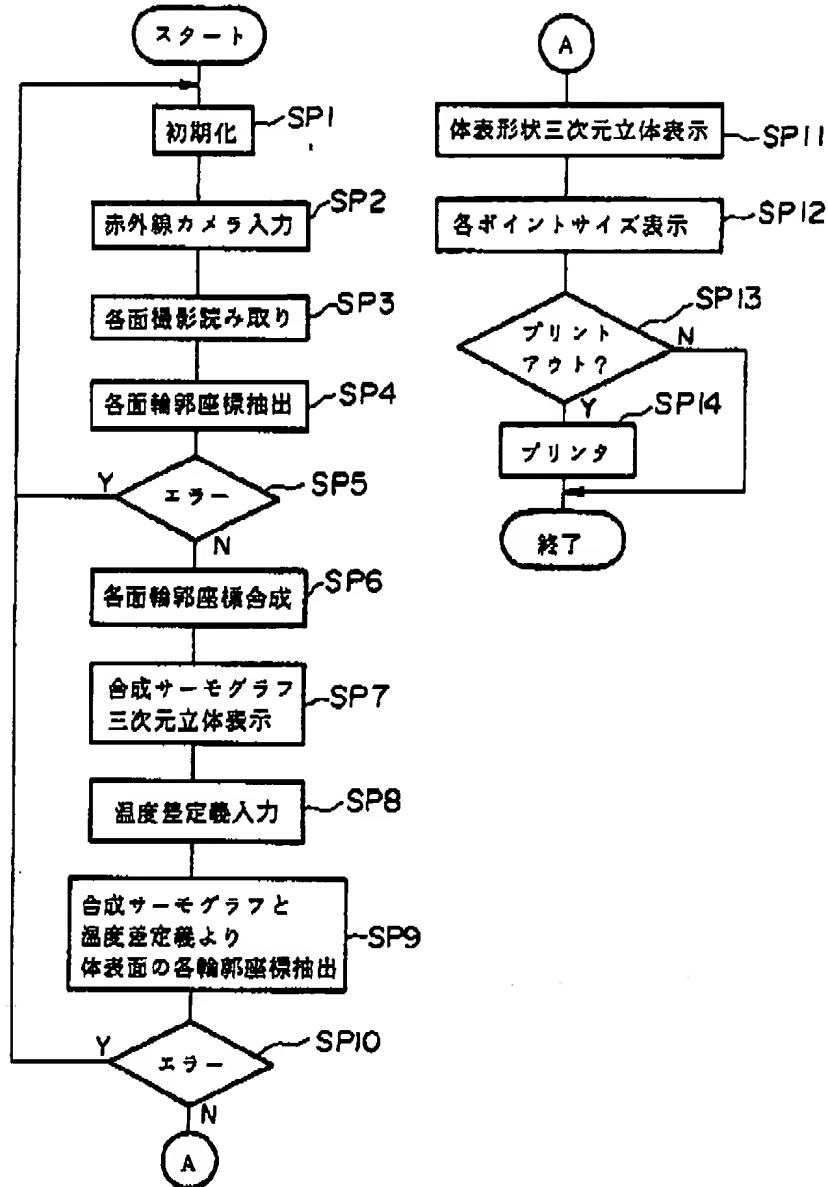 スタート
初期化
SP1
赤外線カメラ入力
SP2
各面撮影読み取り
SP3
各面輪郭座標抽出
SP4
Y
エラー
SP5
N
各面輪郭座標合成
SP6
合成サーモグラフ
三次元立体表示
SP7
温度差定義入力
SP8
合成サーモグラフと
温度差定義より
体表面の各輪郭座標抽出
SP9
Y
エラー
SP10
N
A
A
体表形状三次元立体表示
SP11
各ポイントサイズ表示
SP12
プリント
アウト?
SP13
N
Y
プリンタ
SP14
終了